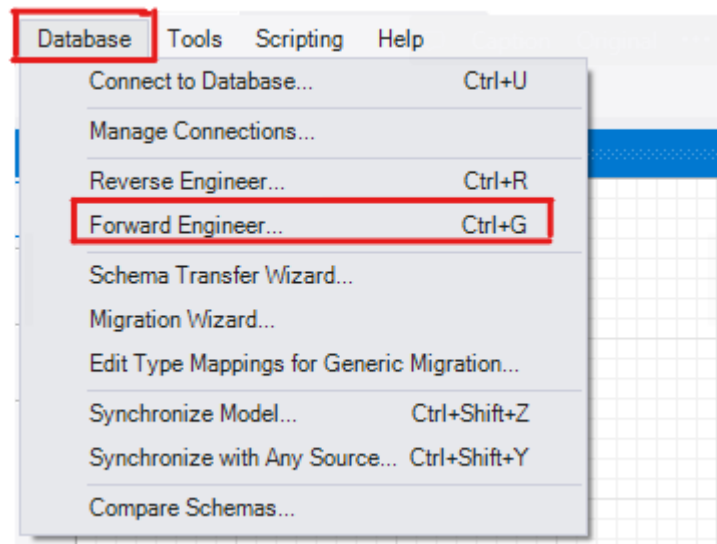 Database Tools Scripting Help
Connect to Database... Ctrl+U
Manage Connections...
Reverse Engineer... Ctrl+R
Forward Engineer... Ctrl+G
Schema Transfer Wizard...
Migration Wizard...
Edit Type Mappings for Generic Migration...
Synchronize Model... Ctrl+Shift+Z
Synchronize with Any Source... Ctrl+Shift+Y
Compare Schemas...